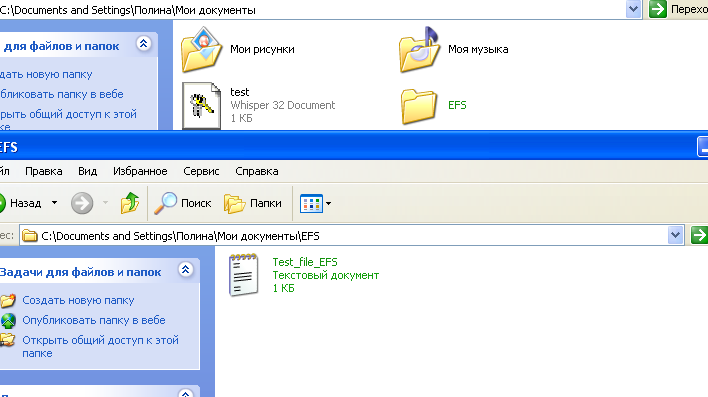 C:\Documents and Settings\Полина\Мои документы
Перехо
для файлов и папок
здать новую папку
убликовать папку в вебе
крыть общий доступ к этой
ке
Мои рисунки
Моя музыка
test
Whisper 32 Document
1 КБ
EFS
EFS
йл Правка Вид Избранное Сервис Справка
Назад Поиск Папки
ес: C:\Documents and Settings\Полина\Мои документы\EFS
Задачи для файлов и папок
Создать новую папку
Опубликовать папку в вебе
Открыть общий доступ к этой
папке
Test_file_EFS
Текстовый документ
1 КБ